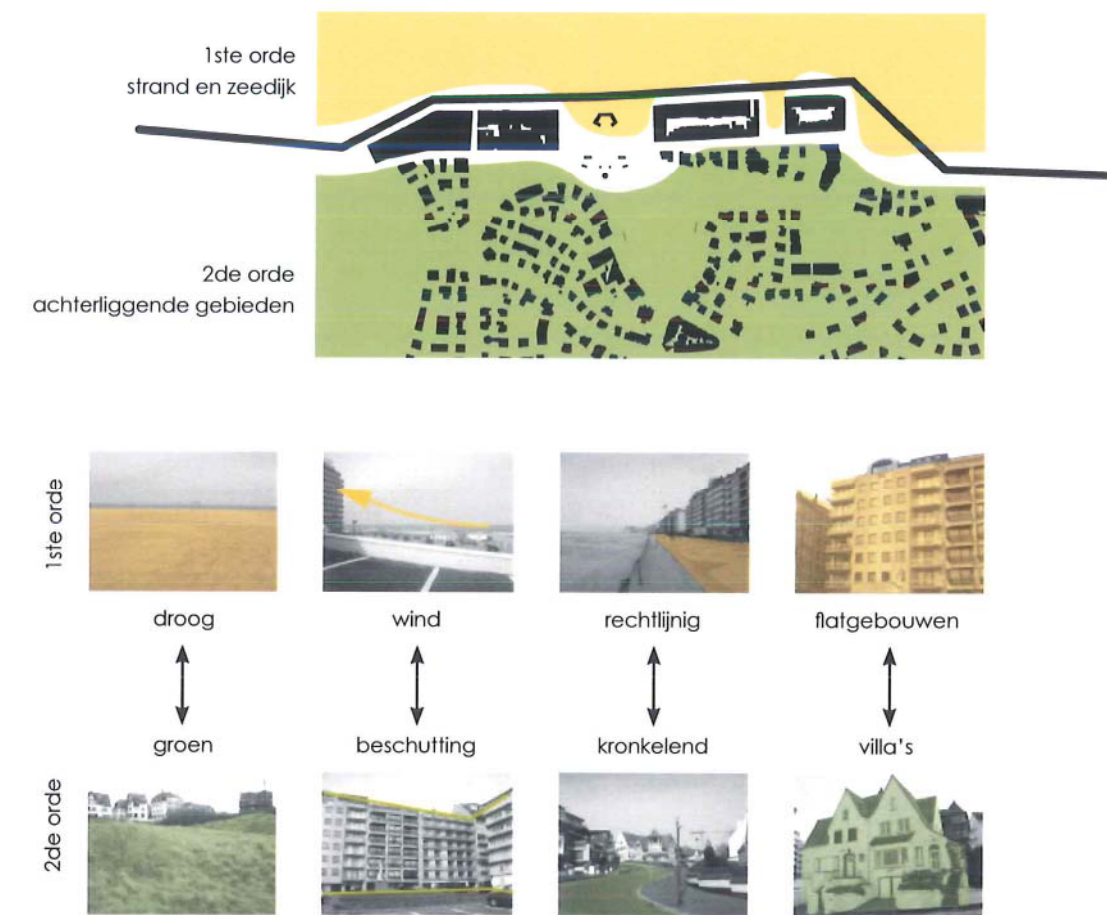 1ste orde
strand en zeedijk
2de orde
achterliggende gebieden
1ste orde
droog
wind
rechtlijnig
flatgebouwen
groen
beschutting
kronkelend
villa's
2de orde